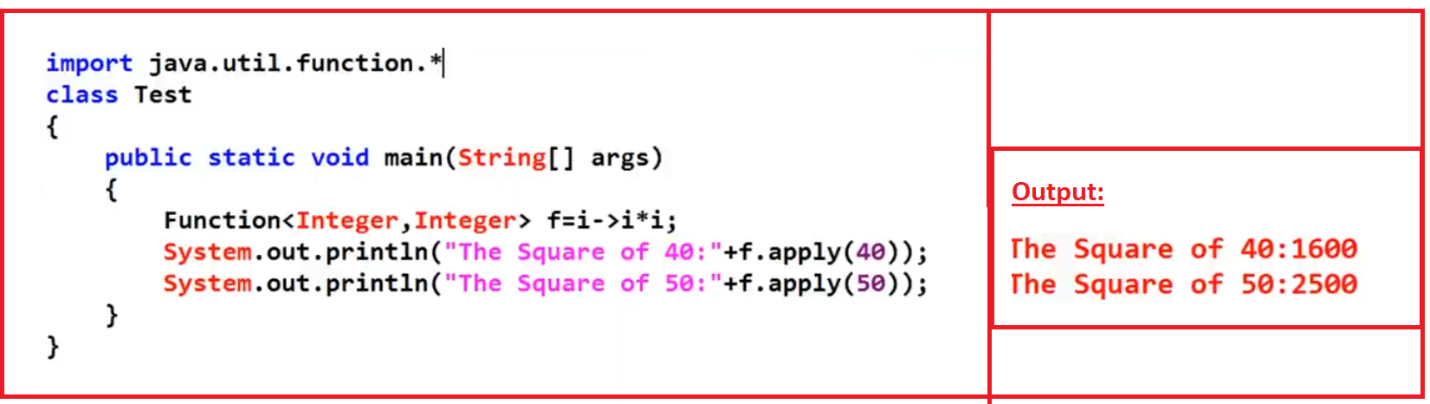 import java.util.function.*
class Test
{
    public static void main(String[] args)
    {
        Function<Integer,Integer> f=i->i*i;
        System.out.println("The Square of 40:"+f.apply(40));
        System.out.println("The Square of 50:"+f.apply(50));
    }
}
Output:
The Square of 40:1600
The Square of 50:2500